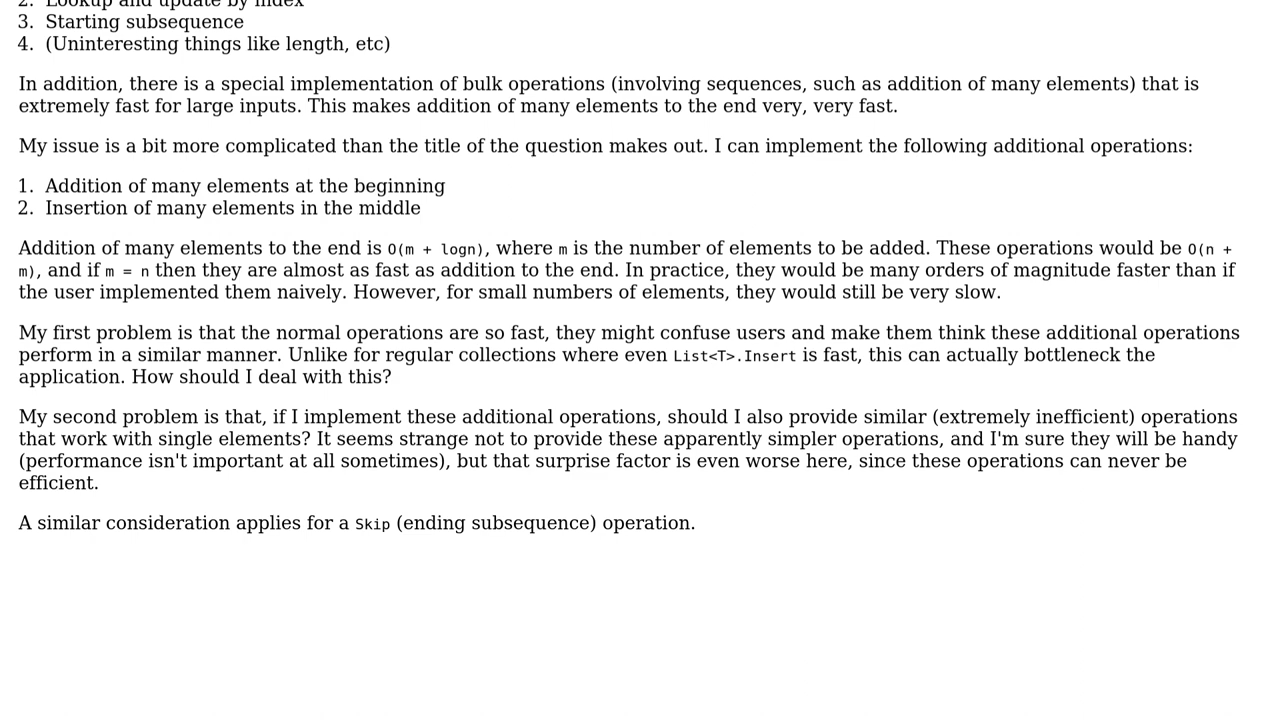 2. Lookup and update by index
3. Starting subsequence
4. (Uninteresting things like length, etc)
In addition, there is a special implementation of bulk operations (involving sequences, such as addition of many elements) that is
extremely fast for large inputs. This makes addition of many elements to the end very, very fast.
My issue is a bit more complicated than the title of the question makes out. I can implement the following additional operations:
1. Addition of many elements at the beginning
2. Insertion of many elements in the middle
Addition of many elements to the end is O(m + logn), where m is the number of elements to be added. These operations would be O(n +
m), and if m = n then they are almost as fast as addition to the end. In practice, they would be many orders of magnitude faster than if
the user implemented them naively. However, for small numbers of elements, they would still be very slow.
My first problem is that the normal operations are so fast, they might confuse users and make them think these additional operations
perform in a similar manner. Unlike for regular collections where even List<T>.Insert is fast, this can actually bottleneck the
application. How should I deal with this?
My second problem is that, if I implement these additional operations, should I also provide similar (extremely inefficient) operations
that work with single elements? It seems strange not to provide these apparently simpler operations, and I'm sure they will be handy
(performance isn't important at all sometimes), but that surprise factor is even worse here, since these operations can never be
efficient.
A similar consideration applies for a Skip (ending subsequence) operation.